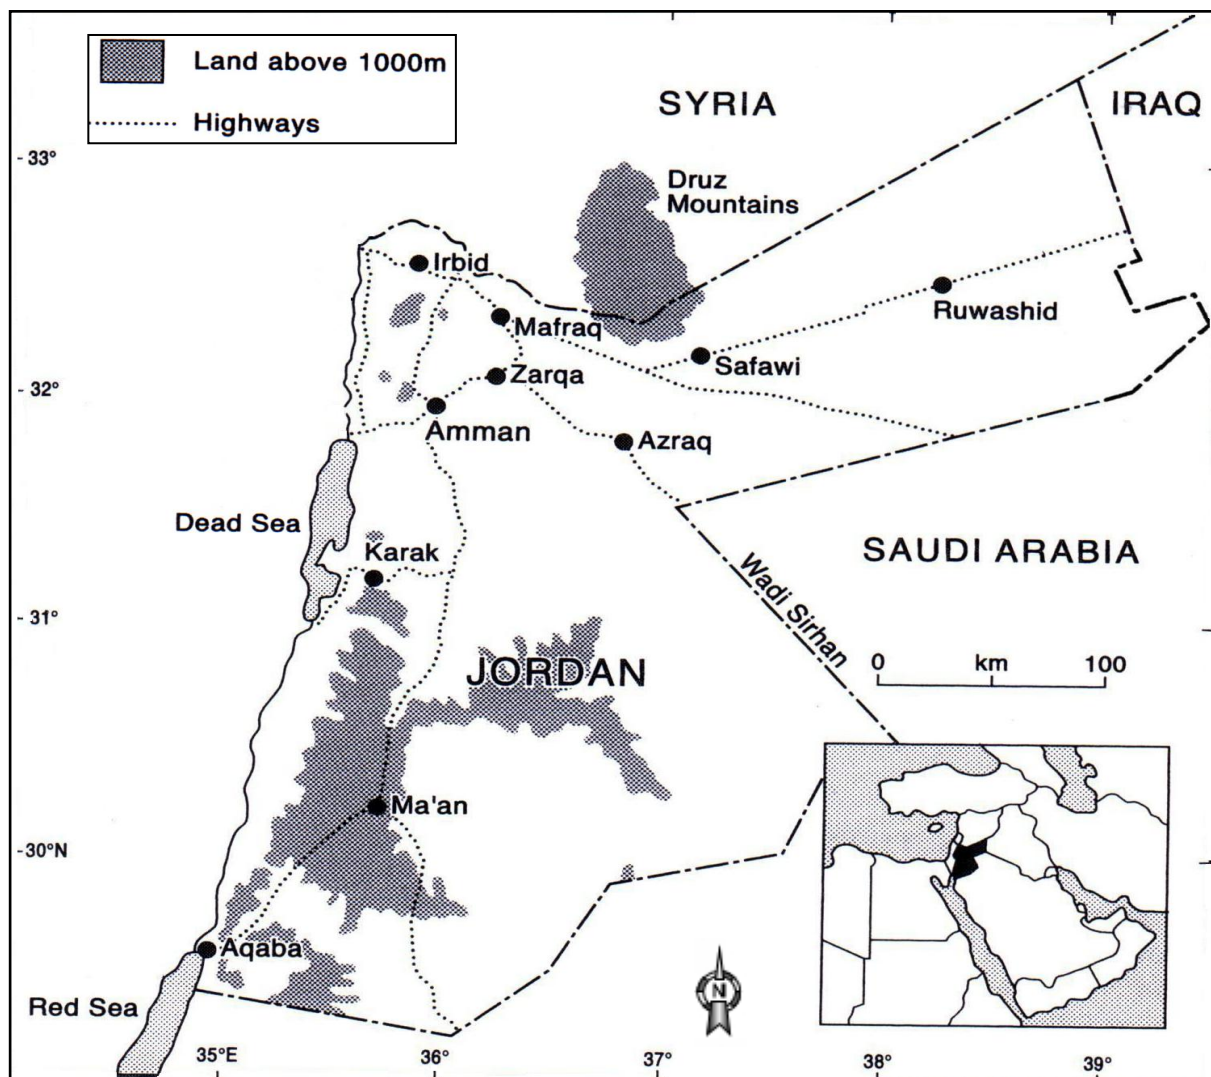 Land above 1000m
Highways
SYRIA
IRAQ
33°
Druz
Mountains
Irbid
Ruwashid
Mafraq
Safawi
Zarqa
32°
Amman
Azraq
Dead Sea
Karak
SAUDI ARABIA
Wadi Sirhan
31°
JORDAN
0 km 100
Ma'an
30°N
Aqaba
N
Red Sea
35°E 36° 37° 38° 39°